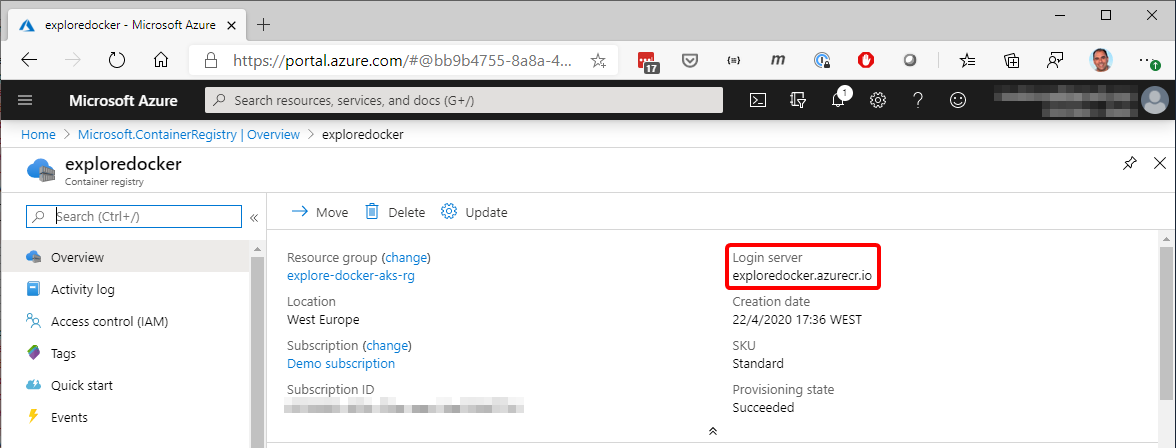 exploredocker - Microsoft Azure
https://portal.azure.com/#@bb9b4755-8a8a-4...
17
{≡}
m
Microsoft Azure
Search resources, services, and docs (G+/)
1
Home > Microsoft.ContainerRegistry | Overview > exploredocker
exploredocker
Container registry
Search (Ctrl+/)
«
Overview
Activity log
Access control (IAM)
Tags
Quick start
Events
Move
Delete
Update
Resource group (change)
explore-docker-aks-rg
Location
West Europe
Subscription (change)
Demo subscription
Subscription ID
Login server
exploredocker.azurecr.io
Creation date
22/4/2020 17:36 WEST
SKU
Standard
Provisioning state
Succeeded